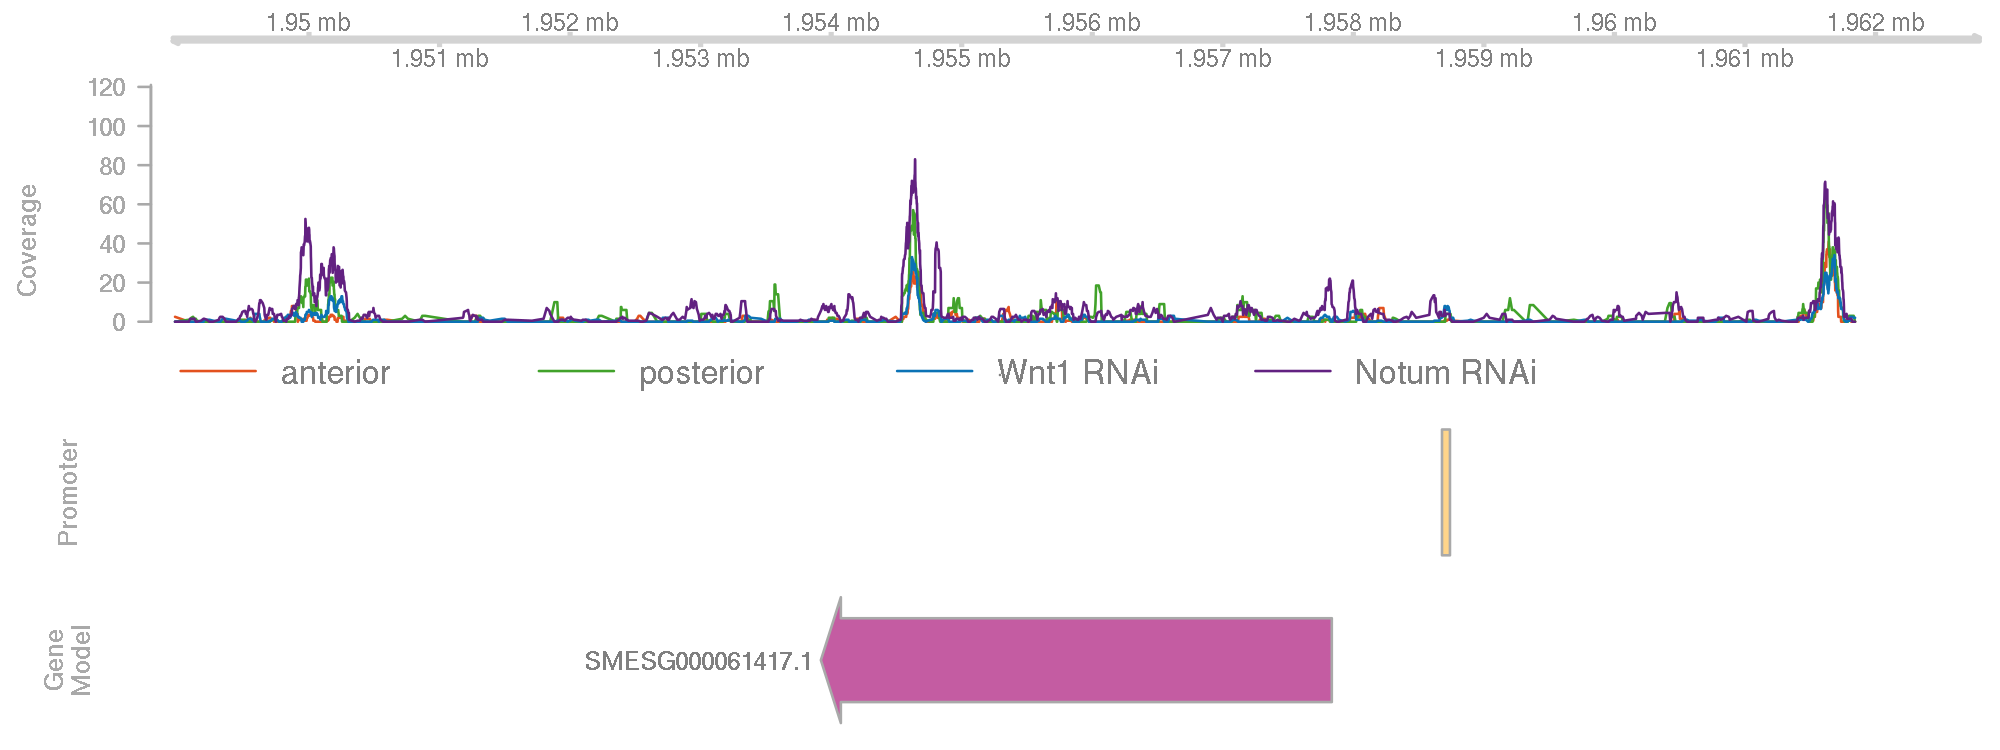 1.95 mb 1.952 mb 1.954 mb 1.956 mb 1.958 mb 1.96 mb 1.962 mb
1.951 mb 1.953 mb 1.955 mb 1.957 mb 1.959 mb 1.961 mb
120
100
80
60
40
20
0
Coverage
anterior posterior Wnt1 RNAi Notum RNAi
Promoter
Gene
Model
SMESG000061417.1